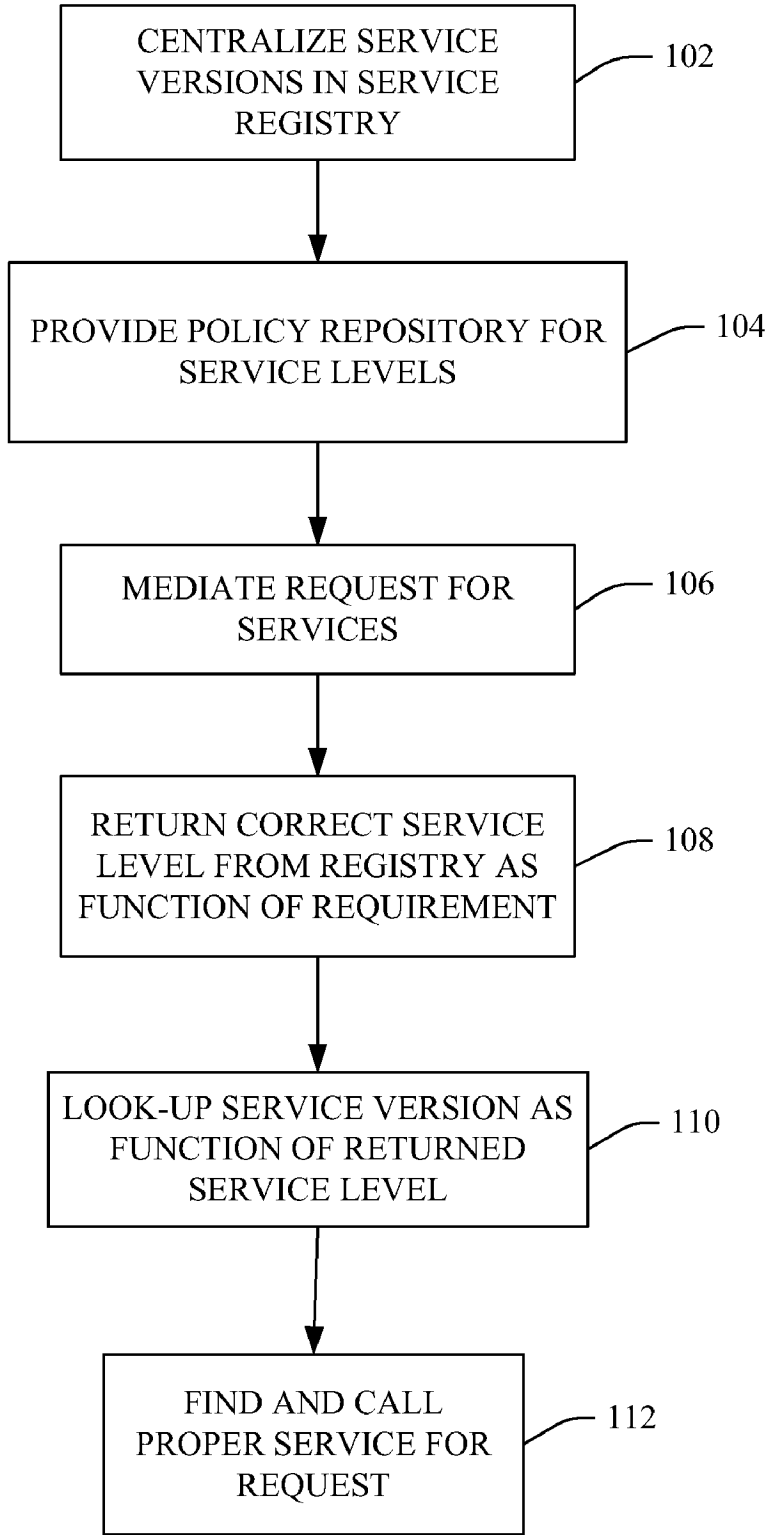 CENTRALIZE SERVICE
VERSIONS IN SERVICE
REGISTRY
102
PROVIDE POLICY REPOSITORY FOR
SERVICE LEVELS
104
MEDIATE REQUEST FOR
SERVICES
106
RETURN CORRECT SERVICE
LEVEL FROM REGISTRY AS
FUNCTION OF REQUIREMENT
108
LOOK-UP SERVICE VERSION AS
FUNCTION OF RETURNED
SERVICE LEVEL
110
FIND AND CALL
PROPER SERVICE FOR
REQUEST
112